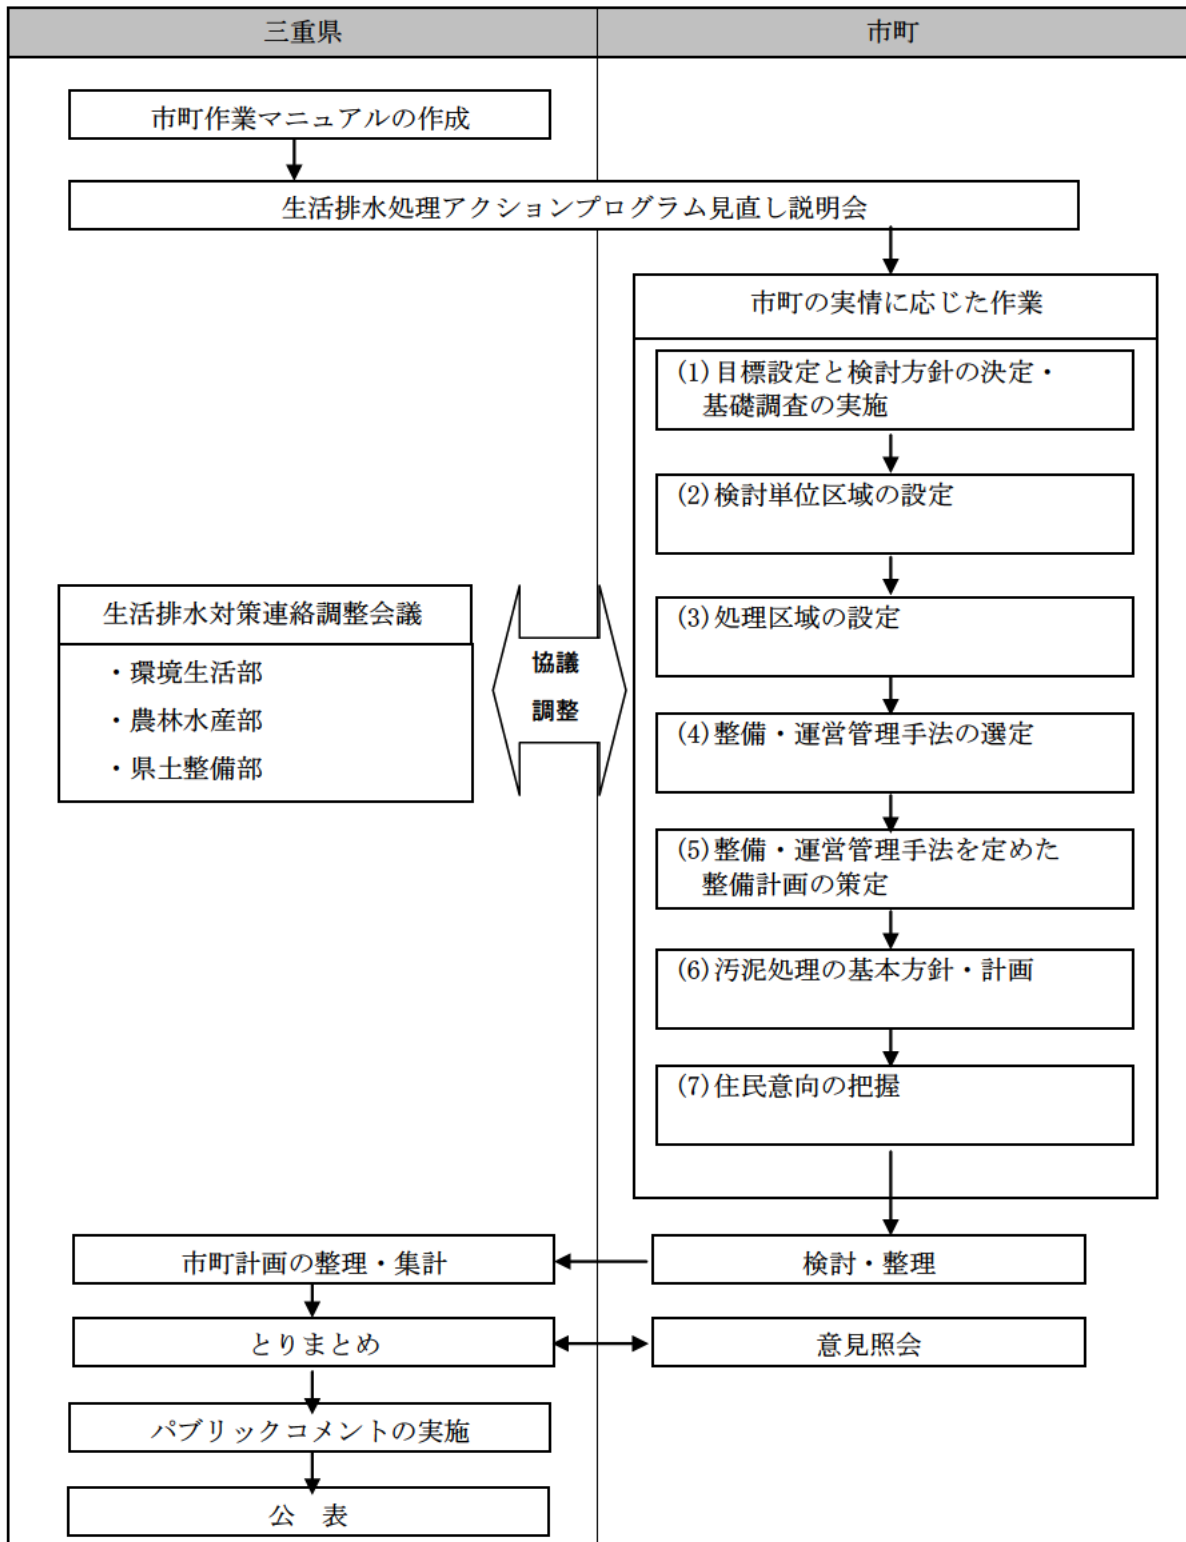 三重県
市町
市町作業マニュアルの作成
生活排水処理アクションプログラム見直し説明会
市町の実情に応じた作業
(1)目標設定と検討方針の決定・
基礎調査の実施
(2)検討単位区域の設定
(3)処理区域の設定
(4)整備・運営管理手法の選定
(5)整備・運営管理手法を定めた
整備計画の策定
(6)汚泥処理の基本方針・計画
(7)住民意向の把握
生活排水対策連絡調整会議
・環境生活部
・農林水産部
・県土整備部
協議
調整
検討・整理
市町計画の整理・集計
とりまとめ
意見照会
パブリックコメントの実施
公　表